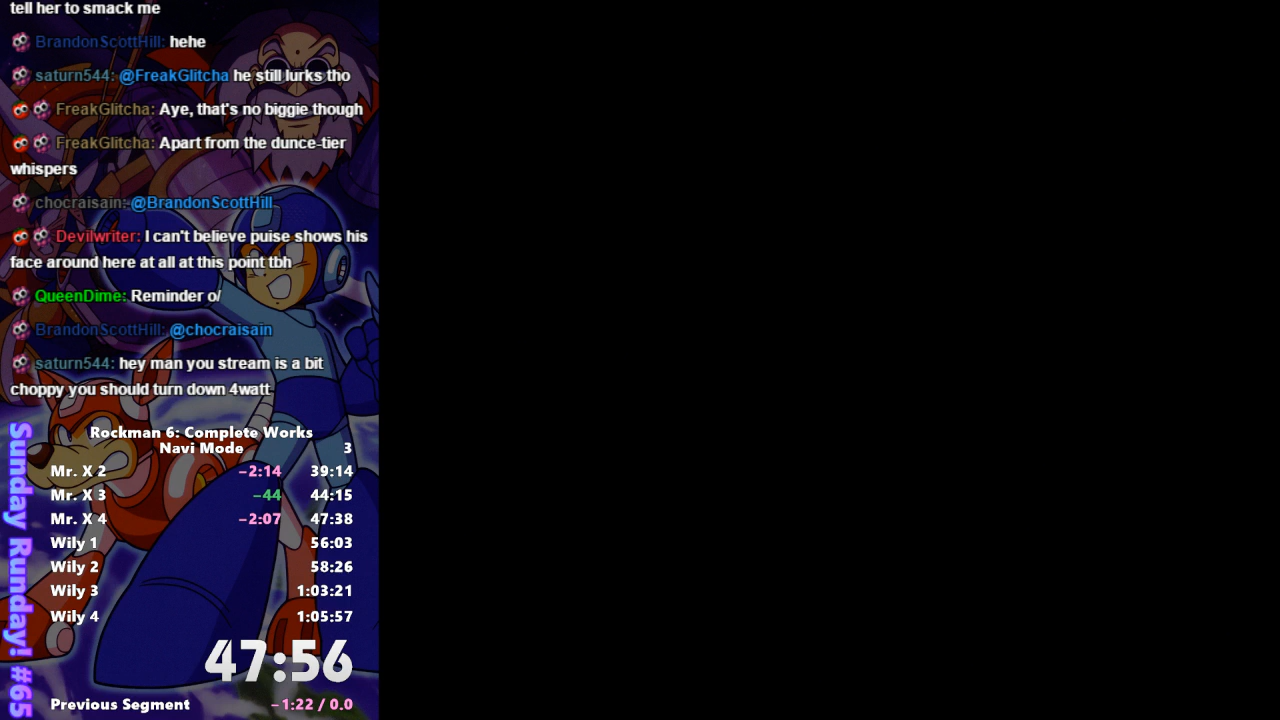 tell her to smack me
BrandonScottHill: hehe
saturn544: @FreakGlitcha he still lurks tho
FreakGlitcha: Aye, that's no biggie though
FreakGlitcha: Apart from the dunce-tier
whispers
chocraisain: @BrandonScottHill
Devilwriter: I can't believe puise shows his
face around here at all at this point tbh
QueenDime: Reminder o/
BrandonScottHill: @chocraisain
saturn544: hey man you stream is a bit
choppy you should turn down 4watt
Sunday Runday! #65
Rockman 6: Complete Works
Navi Mode 3
Mr. X 2 −2:14 39:14
Mr. X 3 −44 44:15
Mr. X 4 −2:07 47:38
Wily 1 56:03
Wily 2 58:26
Wily 3 1:03:21
Wily 4 1:05:57
47:56
Previous Segment −1:22 / 0.0